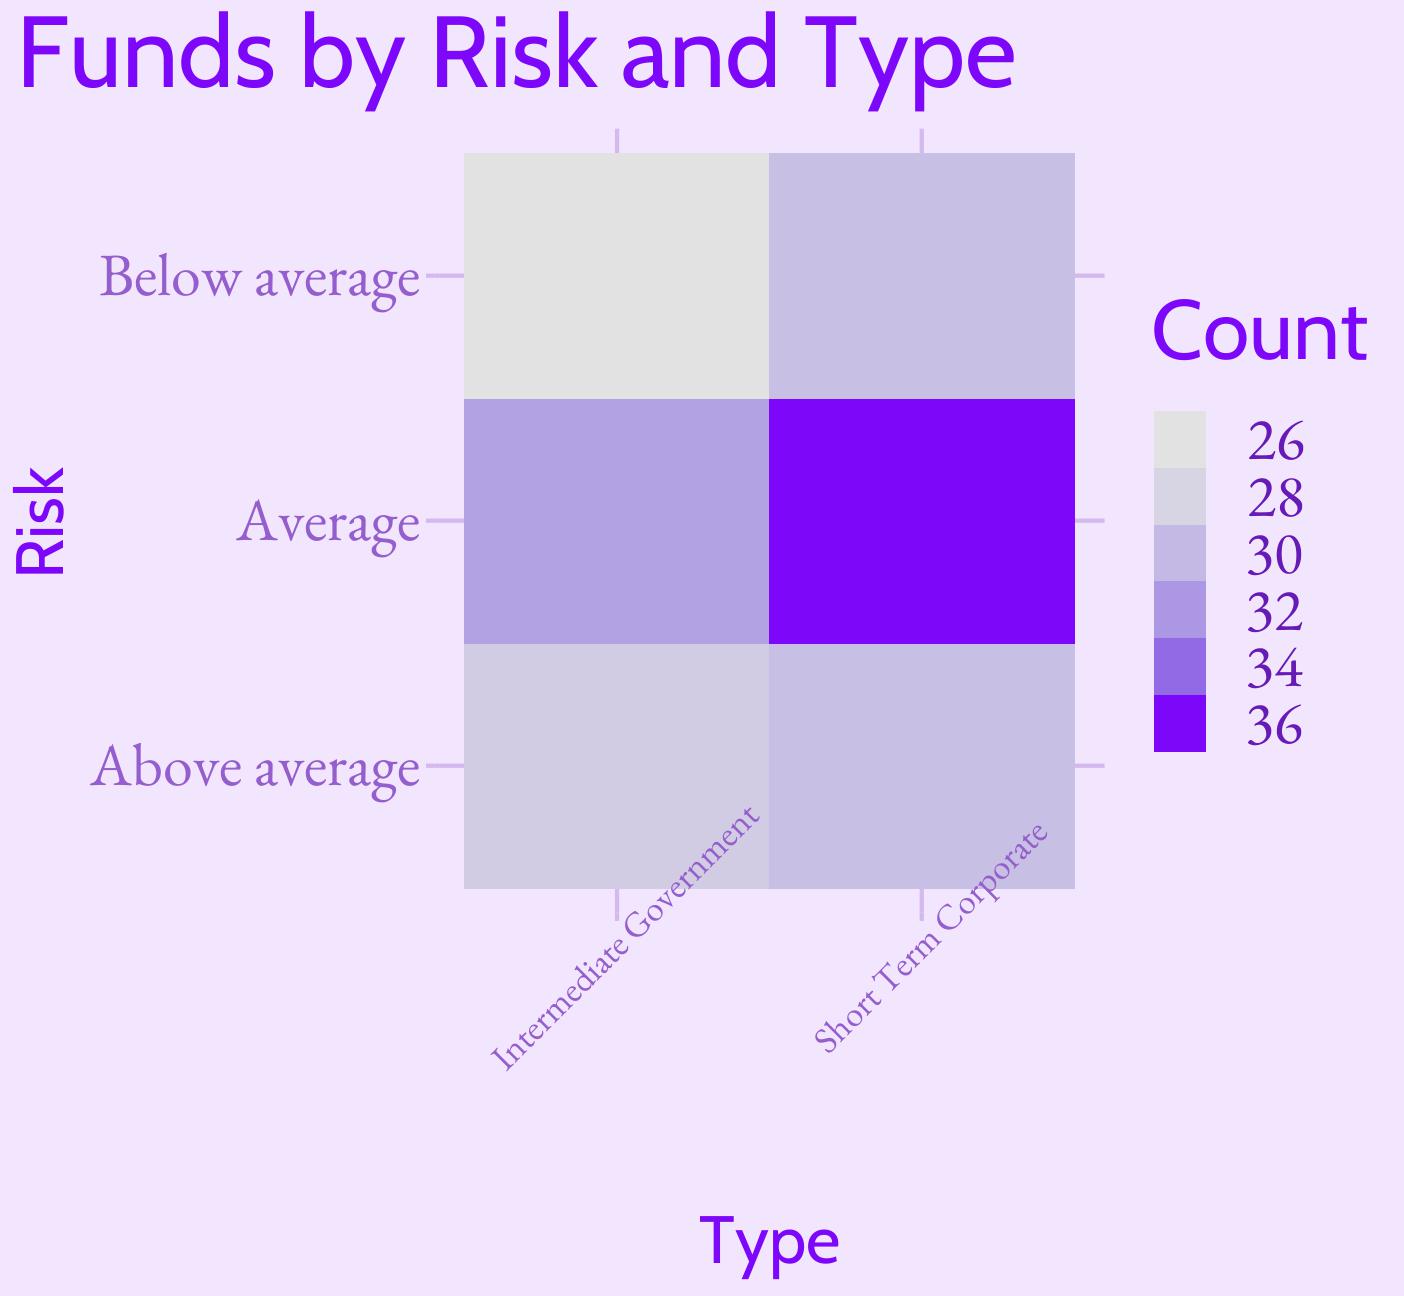 Funds by Risk and Type
Below average
Average
Above average
Risk
Intermediate Government
Short Term Corporate
Type
Count
26
28
30
32
34
36